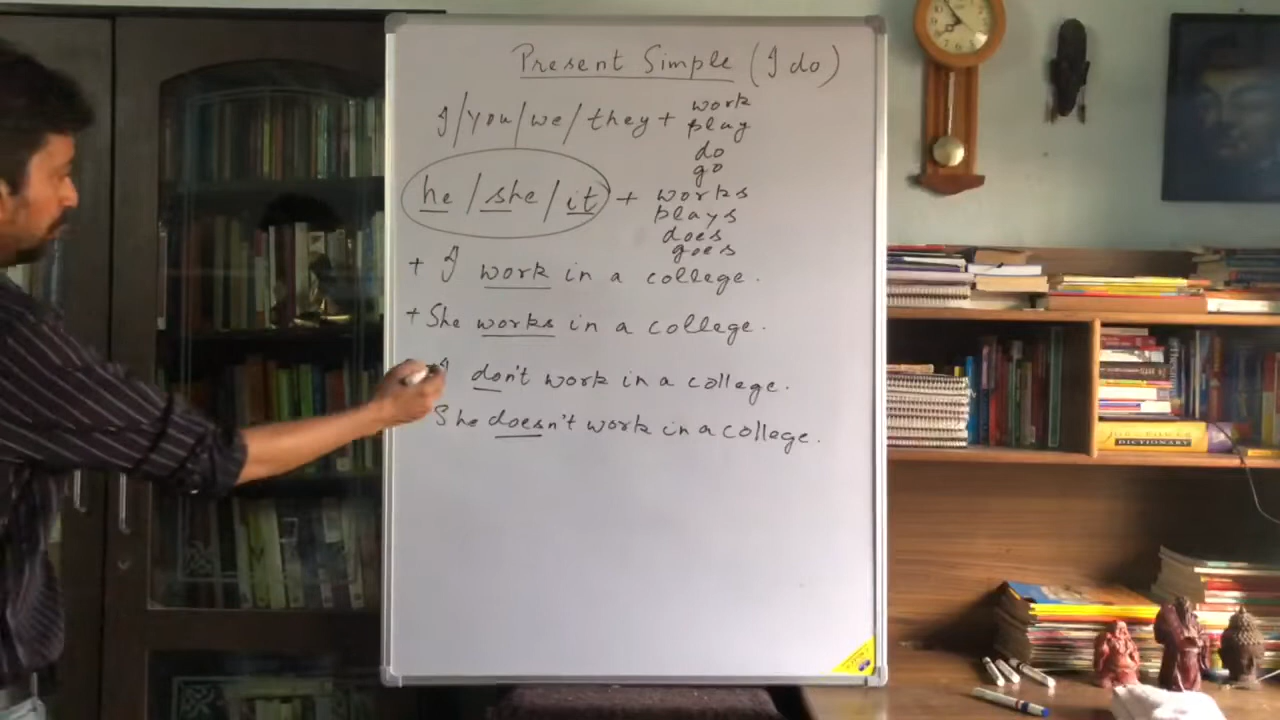 Present Simple (I do)
I/you/we/they + work
play
do
go
he/she/it + works
plays
does
goes
+ I work in a college.
+ She works in a college.
I don't work in a college.
She doesn't work in a college.
DICTIONARY